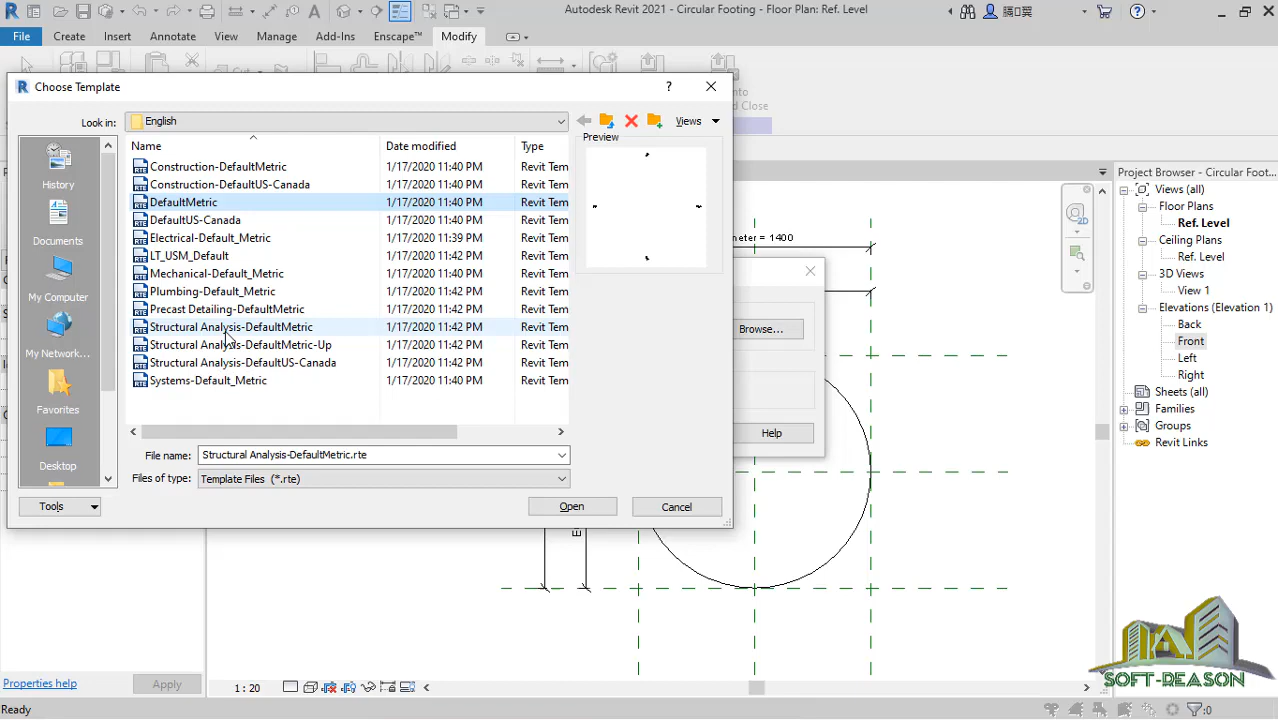 Autodesk Revit 2021 - Circular Footing - Floor Plan: Ref. Level
File Create Insert Annotate View Manage Add-Ins Enscape™ Modify
Choose Template
Look in: English Views
Name Date modified Type Preview
Construction-DefaultMetric 1/17/2020 11:40 PM Revit Tem
Construction-DefaultUS-Canada 1/17/2020 11:40 PM Revit Tem
DefaultMetric 1/17/2020 11:40 PM Revit Tem
DefaultUS-Canada 1/17/2020 11:40 PM Revit Tem
Electrical-Default_Metric 1/17/2020 11:39 PM Revit Tem
LT_USM_Default 1/17/2020 11:42 PM Revit Tem
Mechanical-Default_Metric 1/17/2020 11:40 PM Revit Tem
Plumbing-Default_Metric 1/17/2020 11:42 PM Revit Tem
Precast Detailing-DefaultMetric 1/17/2020 11:42 PM Revit Tem
Structural Analysis-DefaultMetric 1/17/2020 11:42 PM Revit Tem
Structural Analysis-DefaultMetric-Up 1/17/2020 11:42 PM Revit Tem
Structural Analysis-DefaultUS-Canada 1/17/2020 11:42 PM Revit Tem
Systems-Default_Metric 1/17/2020 11:40 PM Revit Tem
History
Documents
My Computer
My Network...
Favorites
Desktop
File name: Structural Analysis-DefaultMetric.rte
Files of type: Template Files (*.rte)
Tools Open Cancel
nto
d Close
neter = 1400
Browse...
Help
E
2D
Project Browser - Circular Foot...
Views (all)
Floor Plans
Ref. Level
Ceiling Plans
Ref. Level
3D Views
View 1
Elevations (Elevation 1)
Back
Front
Left
Right
Sheets (all)
Families
Groups
Revit Links
Properties help Apply
1 : 20
Ready
:0
SOFT-REASON